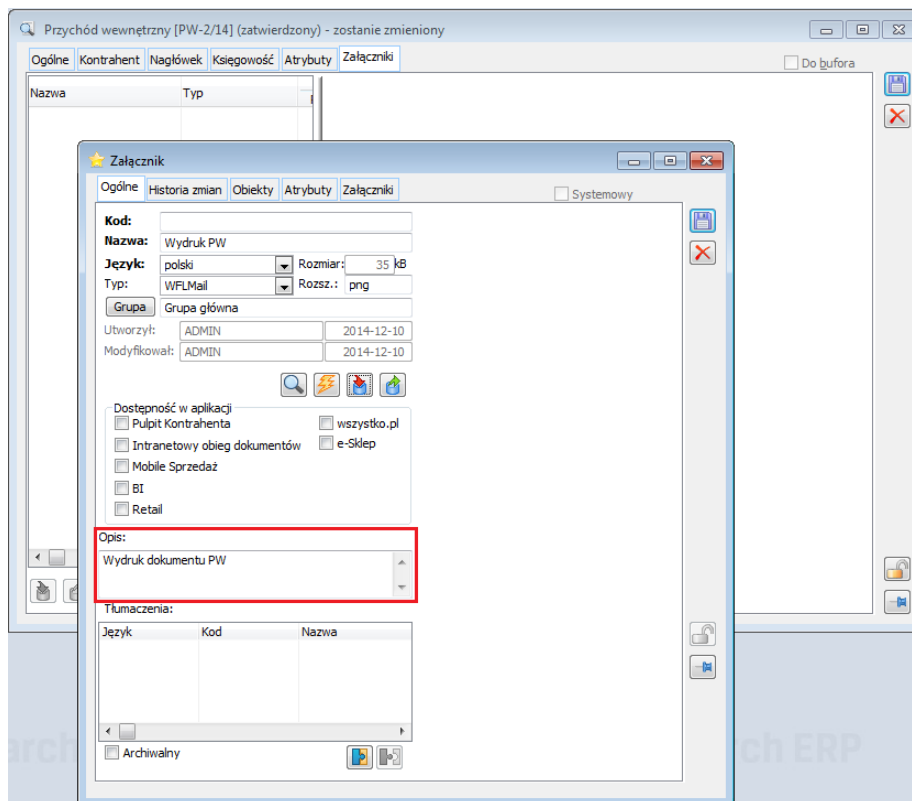 Przychód wewnętrzny [PW-2/14] (zatwierdzony) - zostanie zmieniony
Ogólne Kontrahent Nagłówek Księgowość Atrybuty Załączniki
Do bufora
Nazwa Typ
Załącznik
Ogólne Historia zmian Obiekty Atrybuty Załączniki
Systemowy
Kod:
Nazwa: Wydruk PW
Język: polski Rozmiar: 35 kB
Typ: WFLMail Rozsz.: png
Grupa Grupa główna
Utworzył: ADMIN 2014-12-10
Modyfikował: ADMIN 2014-12-10
Dostępność w aplikacji
Pulpit Kontrahenta wszystko.pl
Intranetowy obieg dokumentów e-Sklep
Mobile Sprzedaż
BI
Retail
Opis:
Wydruk dokumentu PW
Tłumaczenia:
Język Kod Nazwa
Archiwalny
arch ch ERP